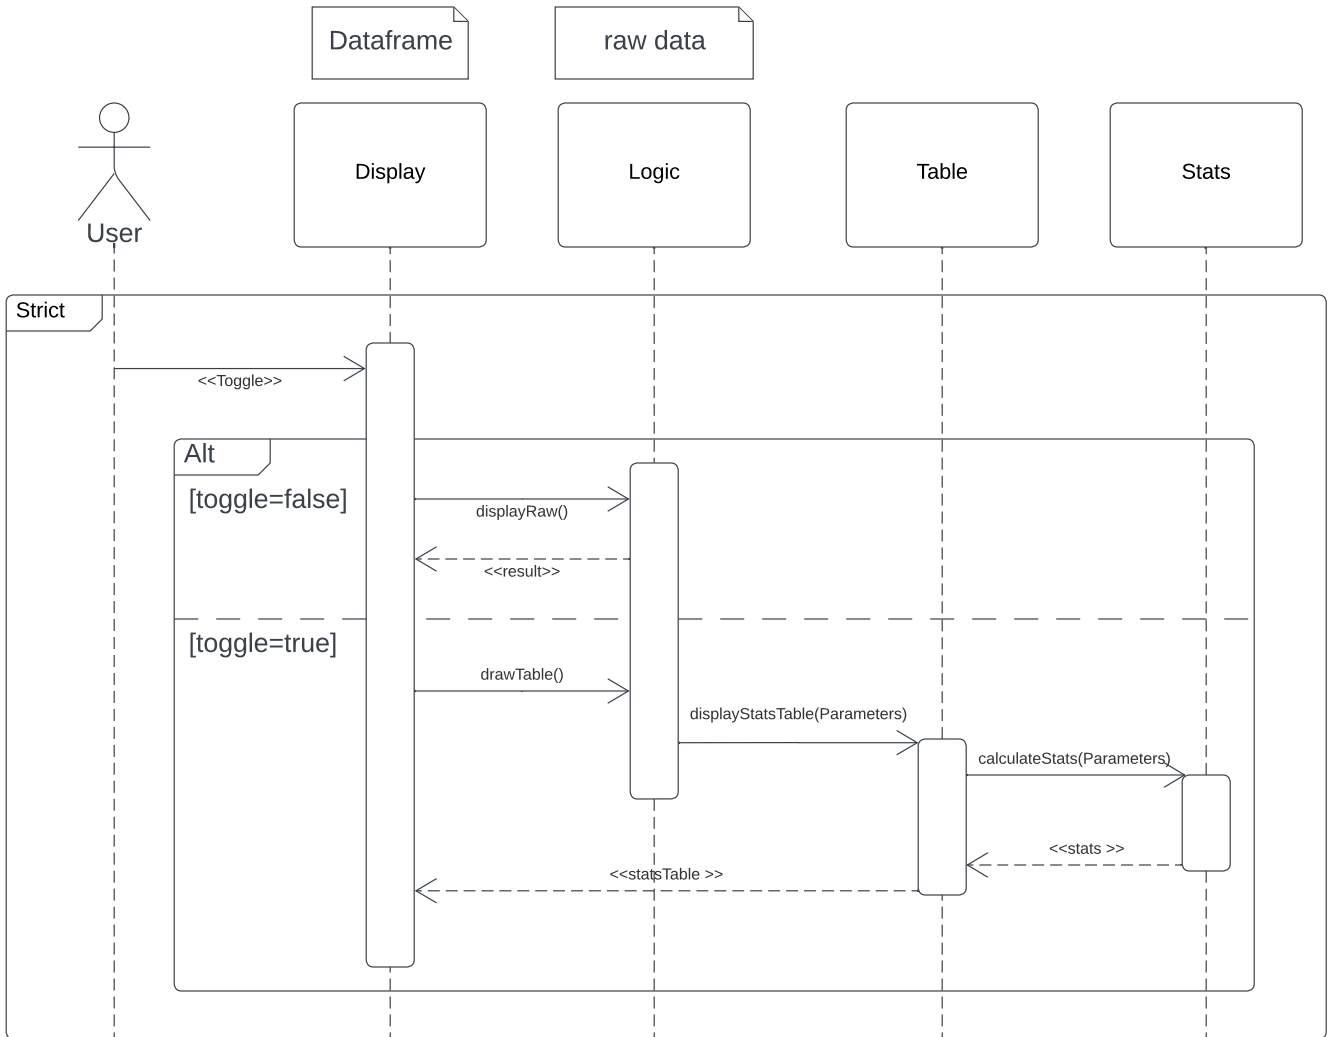 Dataframe
raw data
User
Display
Logic
Table
Stats
Strict
<<Toggle>>
Alt
[toggle=false]
displayRaw()
<<result>>
[toggle=true]
drawTable()
displayStatsTable(Parameters)
calculateStats(Parameters)
<<stats >>
<<statsTable >>